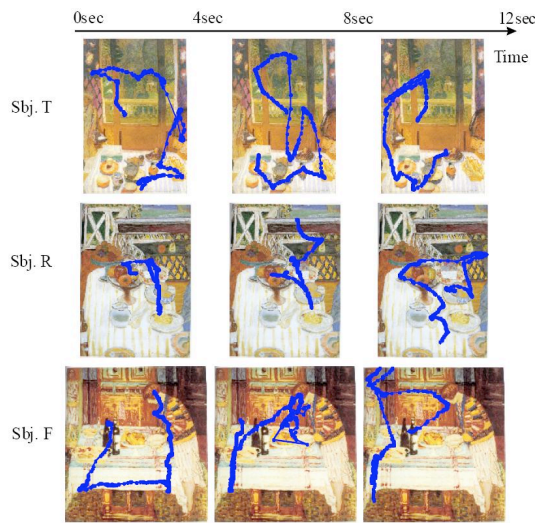 0sec 4sec 8sec 12sec
Time
Sbj. T
Sbj. R
Sbj. F